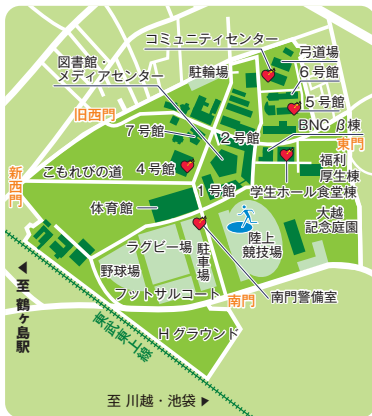 コミュニティセンター
弓道場
図書館・
メディアセンター
駐輪場
6号館
5号館
旧西門
7号館
2号館
BNC β棟
東門
新西門
こもれびの道
4号館
福利
厚生棟
1号館
学生ホール食堂棟
体育館
大越
記念庭園
ラグビー場
駐車場
陸上
競技場
野球場
フットサルコート
南門
南門警備室
◀至 鶴ヶ島駅
東武東上線
Hグラウンド
至 川越・池袋▶